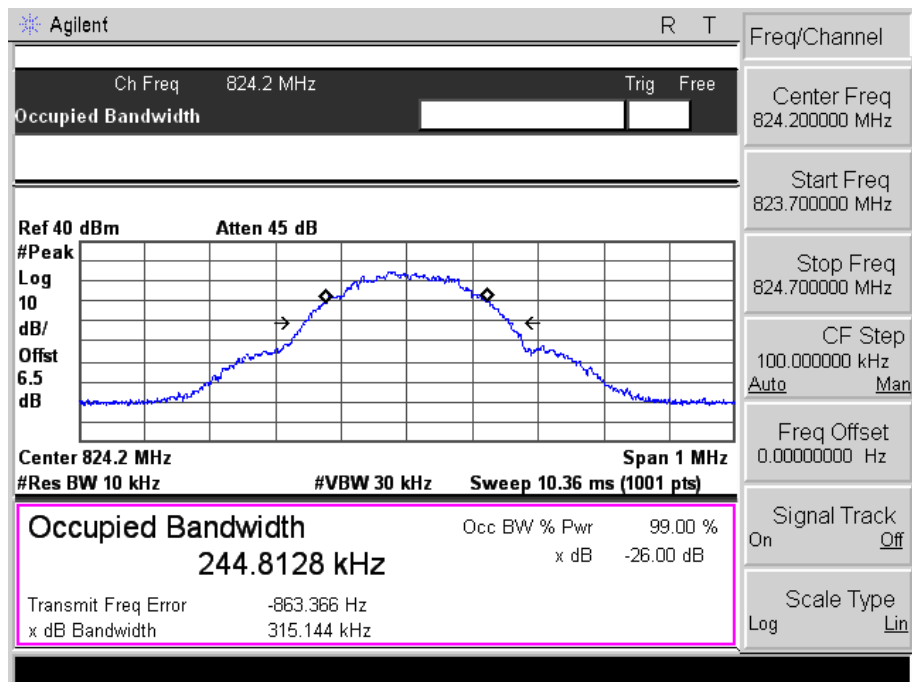 Agilent R T
Ch Freq 824.2 MHz Trig Free
Occupied Bandwidth
Ref 40 dBm Atten 45 dB
#Peak
Log
10
dB/
Offst
6.5
dB
Center 824.2 MHz Span 1 MHz
#Res BW 10 kHz #VBW 30 kHz Sweep 10.36 ms (1001 pts)
Occupied Bandwidth
244.8128 kHz
Occ BW % Pwr 99.00 %
x dB -26.00 dB
Transmit Freq Error -863.366 Hz
x dB Bandwidth 315.144 kHz
Freq/Channel
Center Freq
824.200000 MHz
Start Freq
823.700000 MHz
Stop Freq
824.700000 MHz
CF Step
100.000000 kHz
Auto Man
Freq Offset
0.00000000 Hz
Signal Track
On Off
Scale Type
Log Lin